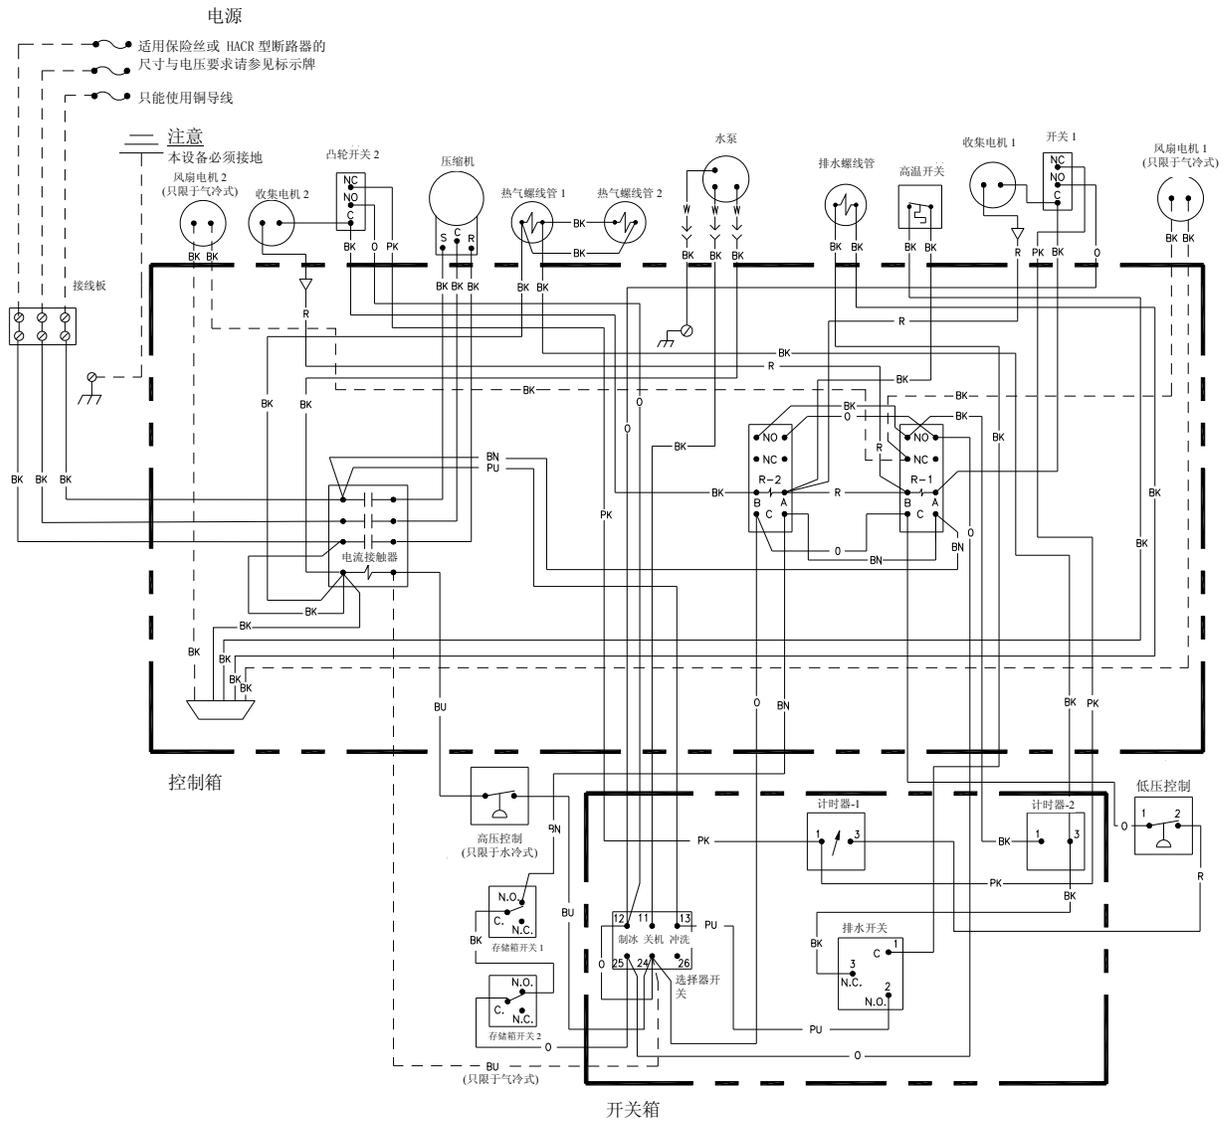 电源
适用保险丝或 HACR 型断路器的
尺寸与电压要求请参见标示牌
只能使用铜导线
注意
本设备必须接地
风扇电机 2
(只限于气冷式)
收集电机 2
凸轮开关 2
NC
NO
C
压缩机
S C R
热气螺线管 1
热气螺线管 2
BK
BK
水泵
排水螺线管
高温开关
收集电机 1
开关 1
NC
NO
C
风扇电机 1
(只限于气冷式)
BK BK
BK O PK
BK BK BK
BK BK
BK BK BK
BK BK
R PK BK O
BK BK
接线板
R
R
BK
R
BK
BK
BK
BK
BK
O
O
BK
O
BK
BK
BK
R
NO
NC
R-2
B A
C
NO
NC
R-1
B A
C
BK
R
O
BN
BN
O
BN
PU
BK BK BK
PK
BK
BK
电流接触器
BK
BK
BK
BK
BK
BK
BU
O BN
BK PK
控制箱
高压控制
(只限于水冷式)
BN
BU
N.O.
C.
N.C.
存储箱开关 1
BK
N.O.
C.
N.C.
存储箱开关 2
O
BU
(只限于气冷式)
PK
计时器-1
1 3
BK
计时器-2
1 3
PK
BK
低压控制
1 2
O
R
12 11 13
制冰 关机 冲洗
25 24 26
选择器开
关
O
PU
排水开关
C 1
3
N.C.
2
N.O.
BK
PU
O
开关箱